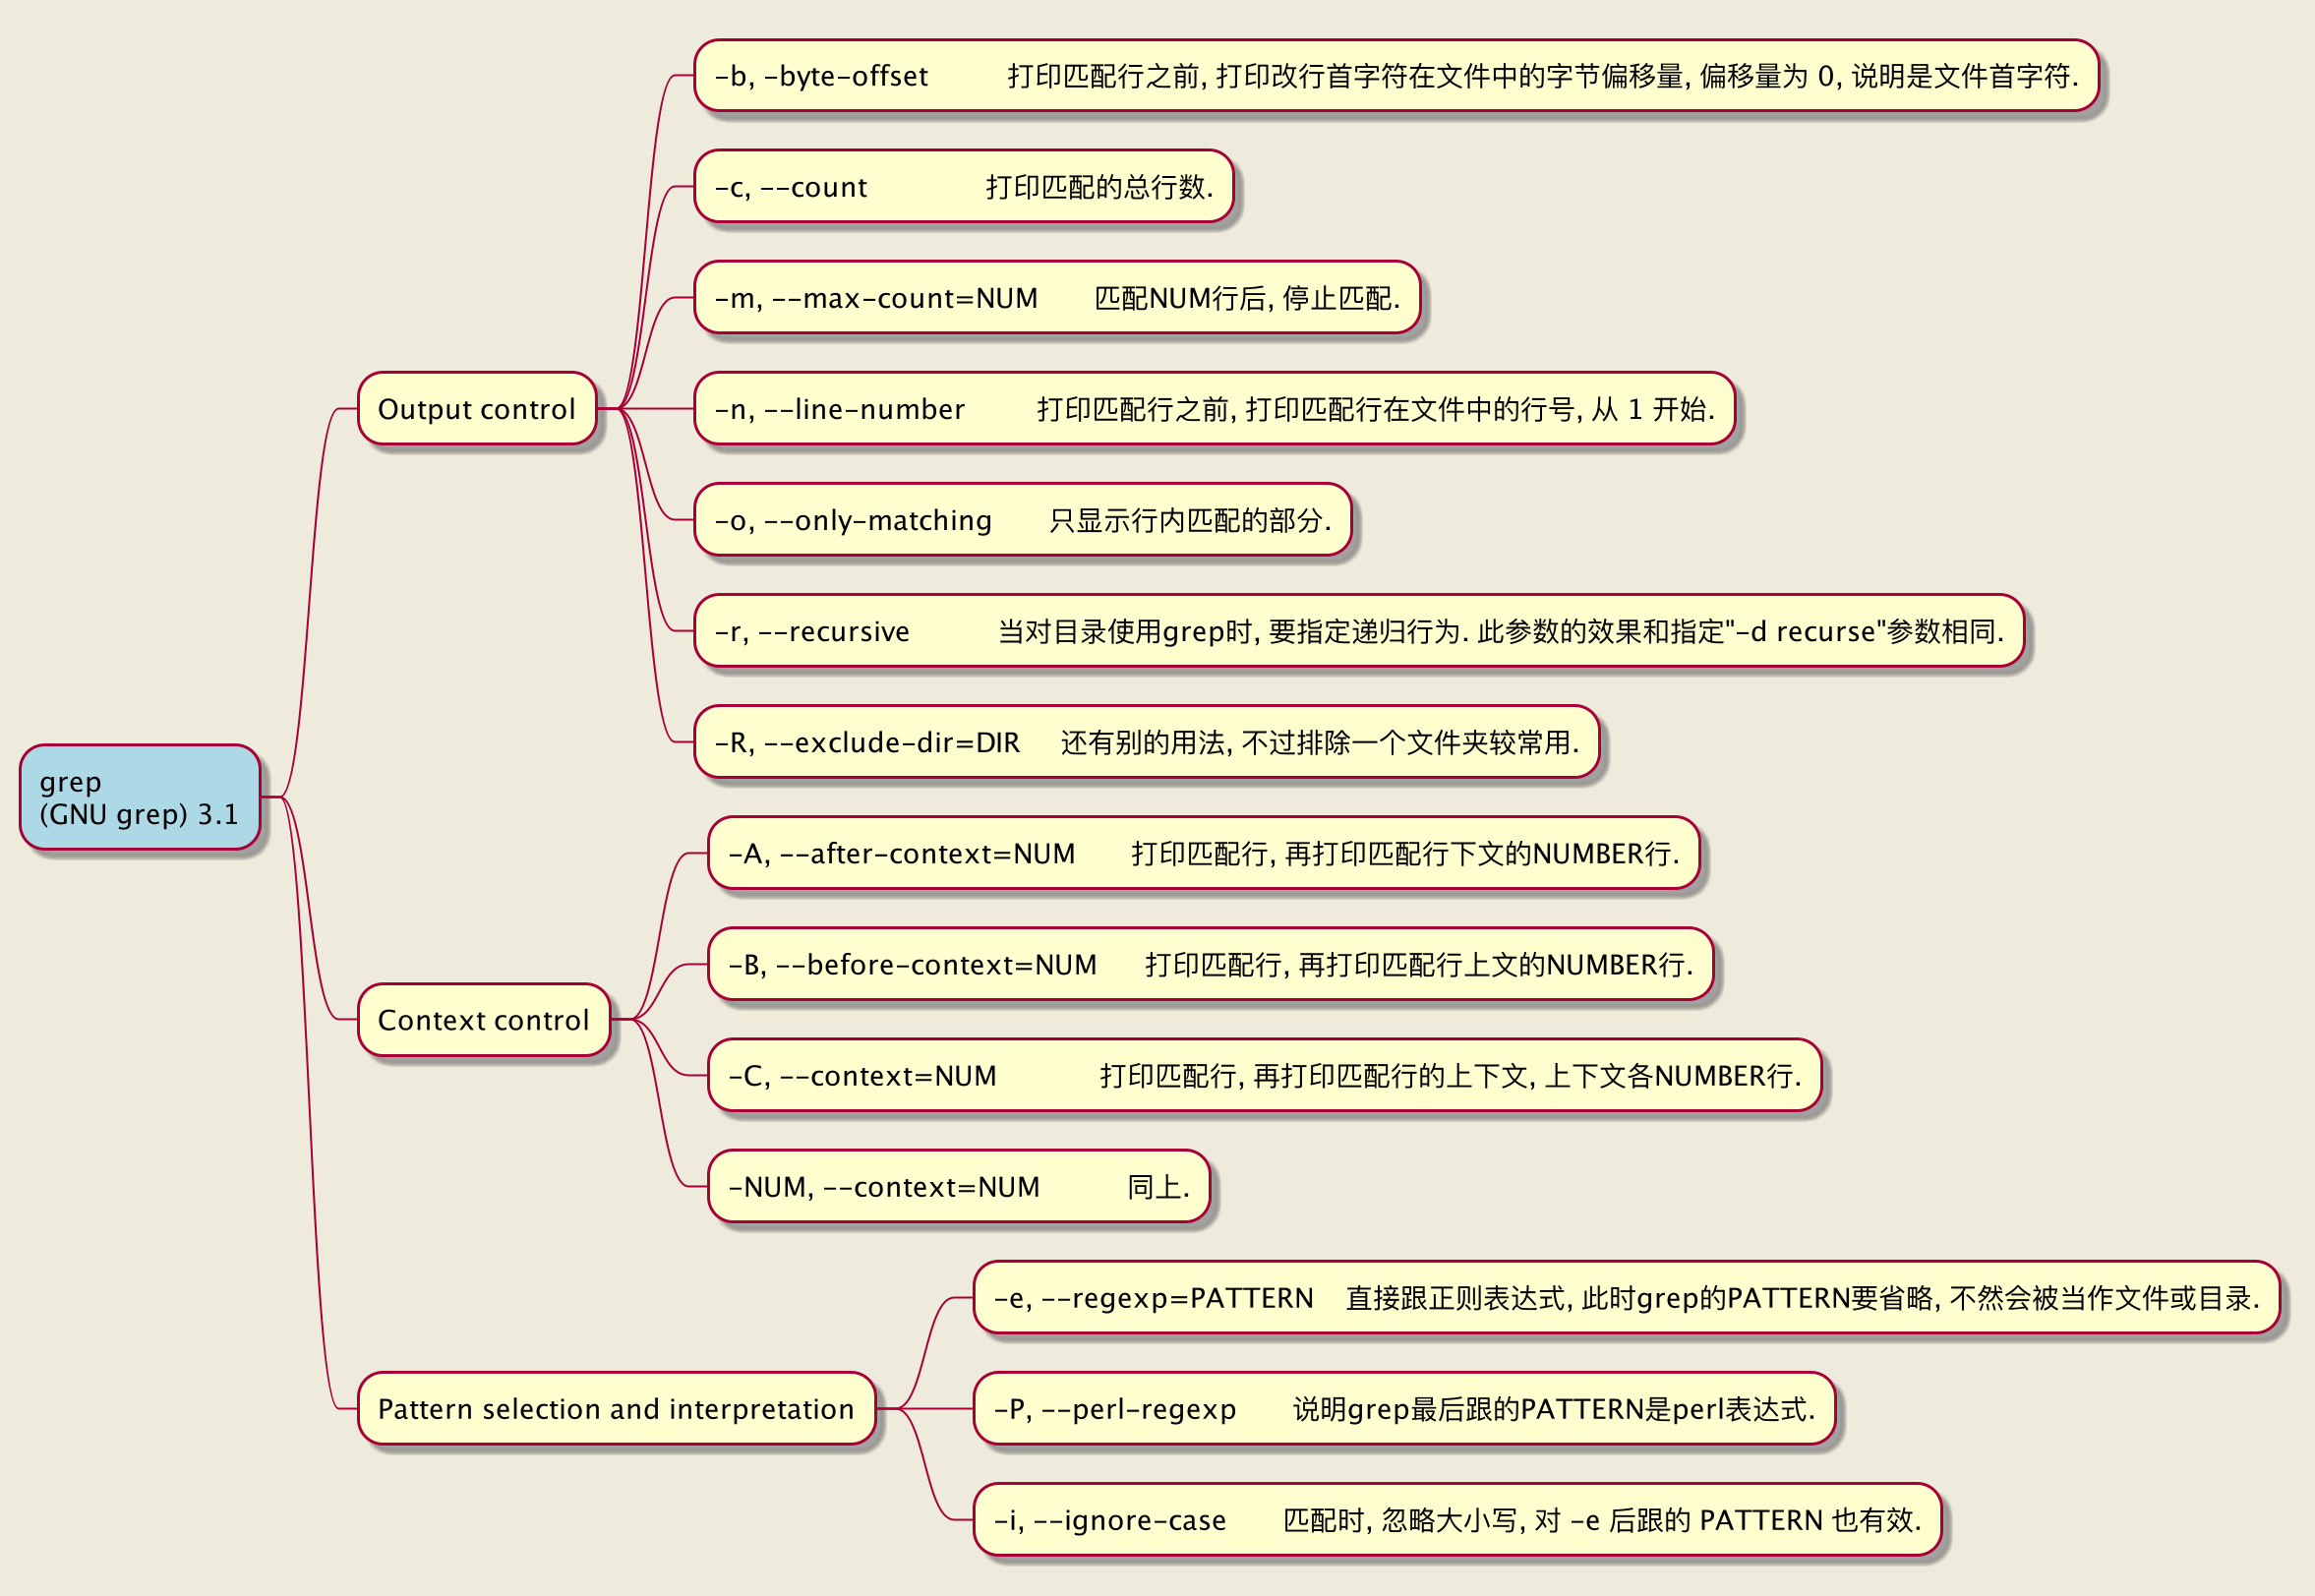 -b, -byte-offset 打印匹配行之前, 打印改行首字符在文件中的字节偏移量, 偏移量为 0, 说明是文件首字符.
-c, --count 打印匹配的总行数.
-m, --max-count=NUM 匹配NUM行后, 停止匹配.
Output control
-n, --line-number 打印匹配行之前, 打印匹配行在文件中的行号, 从 1 开始.
-o, --only-matching 只显示行内匹配的部分.
-r, --recursive 当对目录使用grep时, 要指定递归行为. 此参数的效果和指定"-d recurse"参数相同.
-R, --exclude-dir=DIR 还有别的用法, 不过排除一个文件夹较常用.
grep
(GNU grep) 3.1
-A, --after-context=NUM 打印匹配行, 再打印匹配行下文的NUMBER行.
-B, --before-context=NUM 打印匹配行, 再打印匹配行上文的NUMBER行.
Context control
-C, --context=NUM 打印匹配行, 再打印匹配行的上下文, 上下文各NUMBER行.
-NUM, --context=NUM 同上.
-e, --regexp=PATTERN 直接跟正则表达式, 此时grep的PATTERN要省略, 不然会被当作文件或目录.
Pattern selection and interpretation
-P, --perl-regexp 说明grep最后跟的PATTERN是perl表达式.
-i, --ignore-case 匹配时, 忽略大小写, 对 -e 后跟的 PATTERN 也有效.